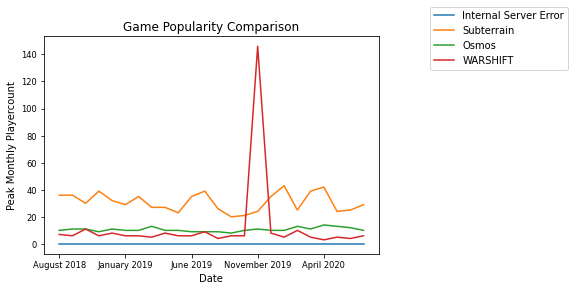 Game Popularity Comparison
Internal Server Error
Subterrain
Osmos
WARSHIFT
Peak Monthly Playercount
140
120
100
80
60
40
20
0
August 2018 January 2019 June 2019 November 2019 April 2020
Date